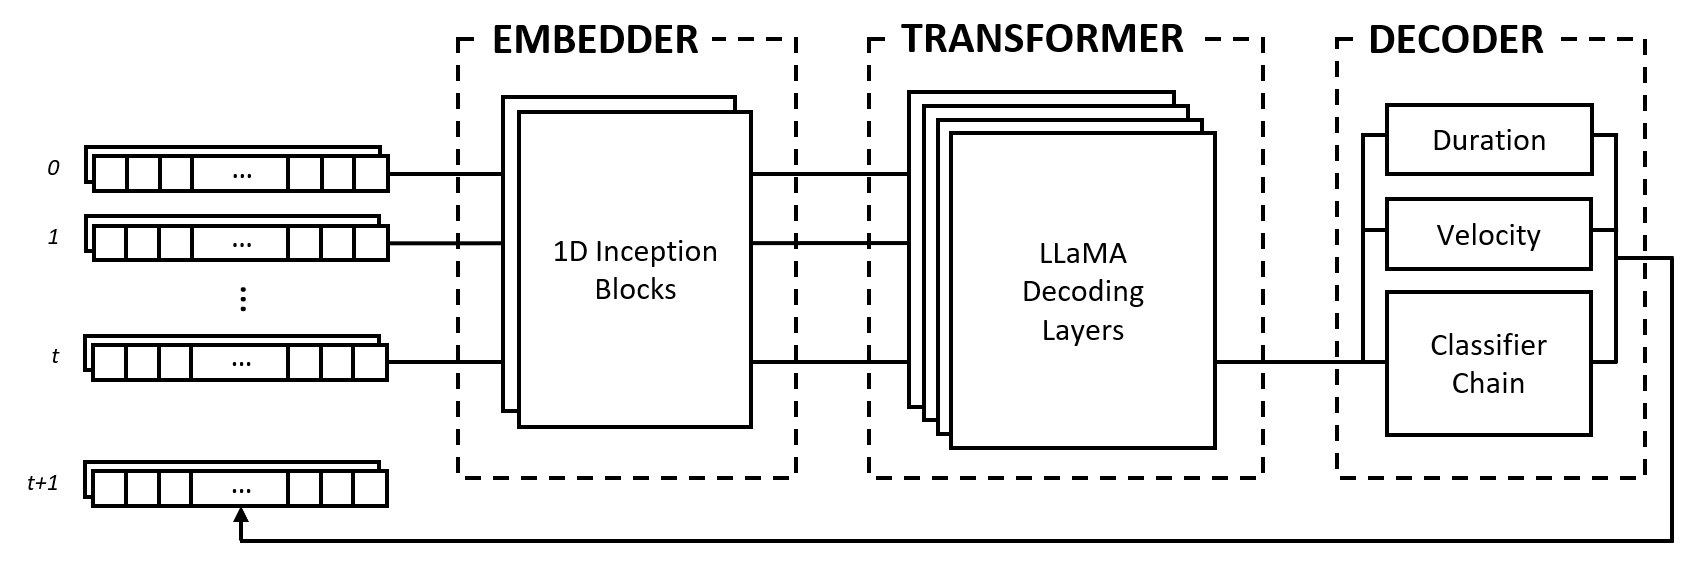 EMBEDDER
TRANSFORMER
DECODER
0
...
1
...
⋮
t
...
t+1
...
1D Inception
Blocks
LLaMA
Decoding
Layers
Duration
Velocity
Classifier
Chain